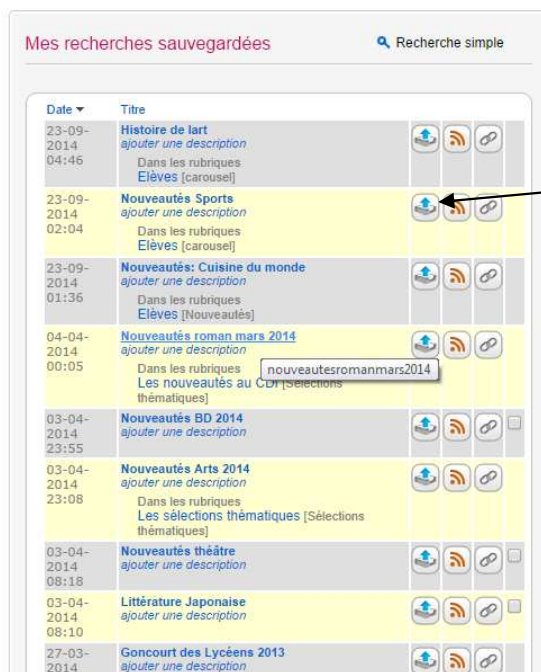 Mes recherches sauvegardées
Recherche simple
Date Titre
23-09-
2014
04:46
Histoire de lart
ajouter une description
Dans les rubriques
Elèves [carousel]
23-09-
2014
02:04
Nouveautés Sports
ajouter une description
Dans les rubriques
Elèves [carousel]
23-09-
2014
01:36
Nouveautés: Cuisine du monde
ajouter une description
Dans les rubriques
Elèves [Nouveautés]
04-04-
2014
00:05
Nouveautés roman mars 2014
ajouter une description
Dans les rubriques
nouveautesromanmars2014
Les nouveautés au CDI [Sélections
thématiques]
03-04-
2014
23:55
Nouveautés BD 2014
ajouter une description
03-04-
2014
23:08
Nouveautés Arts 2014
ajouter une description
Dans les rubriques
Les sélections thématiques [Sélections
thématiques]
03-04-
2014
08:18
Nouveautés théâtre
ajouter une description
03-04-
2014
08:10
Littérature Japonaise
ajouter une description
27-03-
2014
Goncourt des Lycéens 2013
ajouter une description